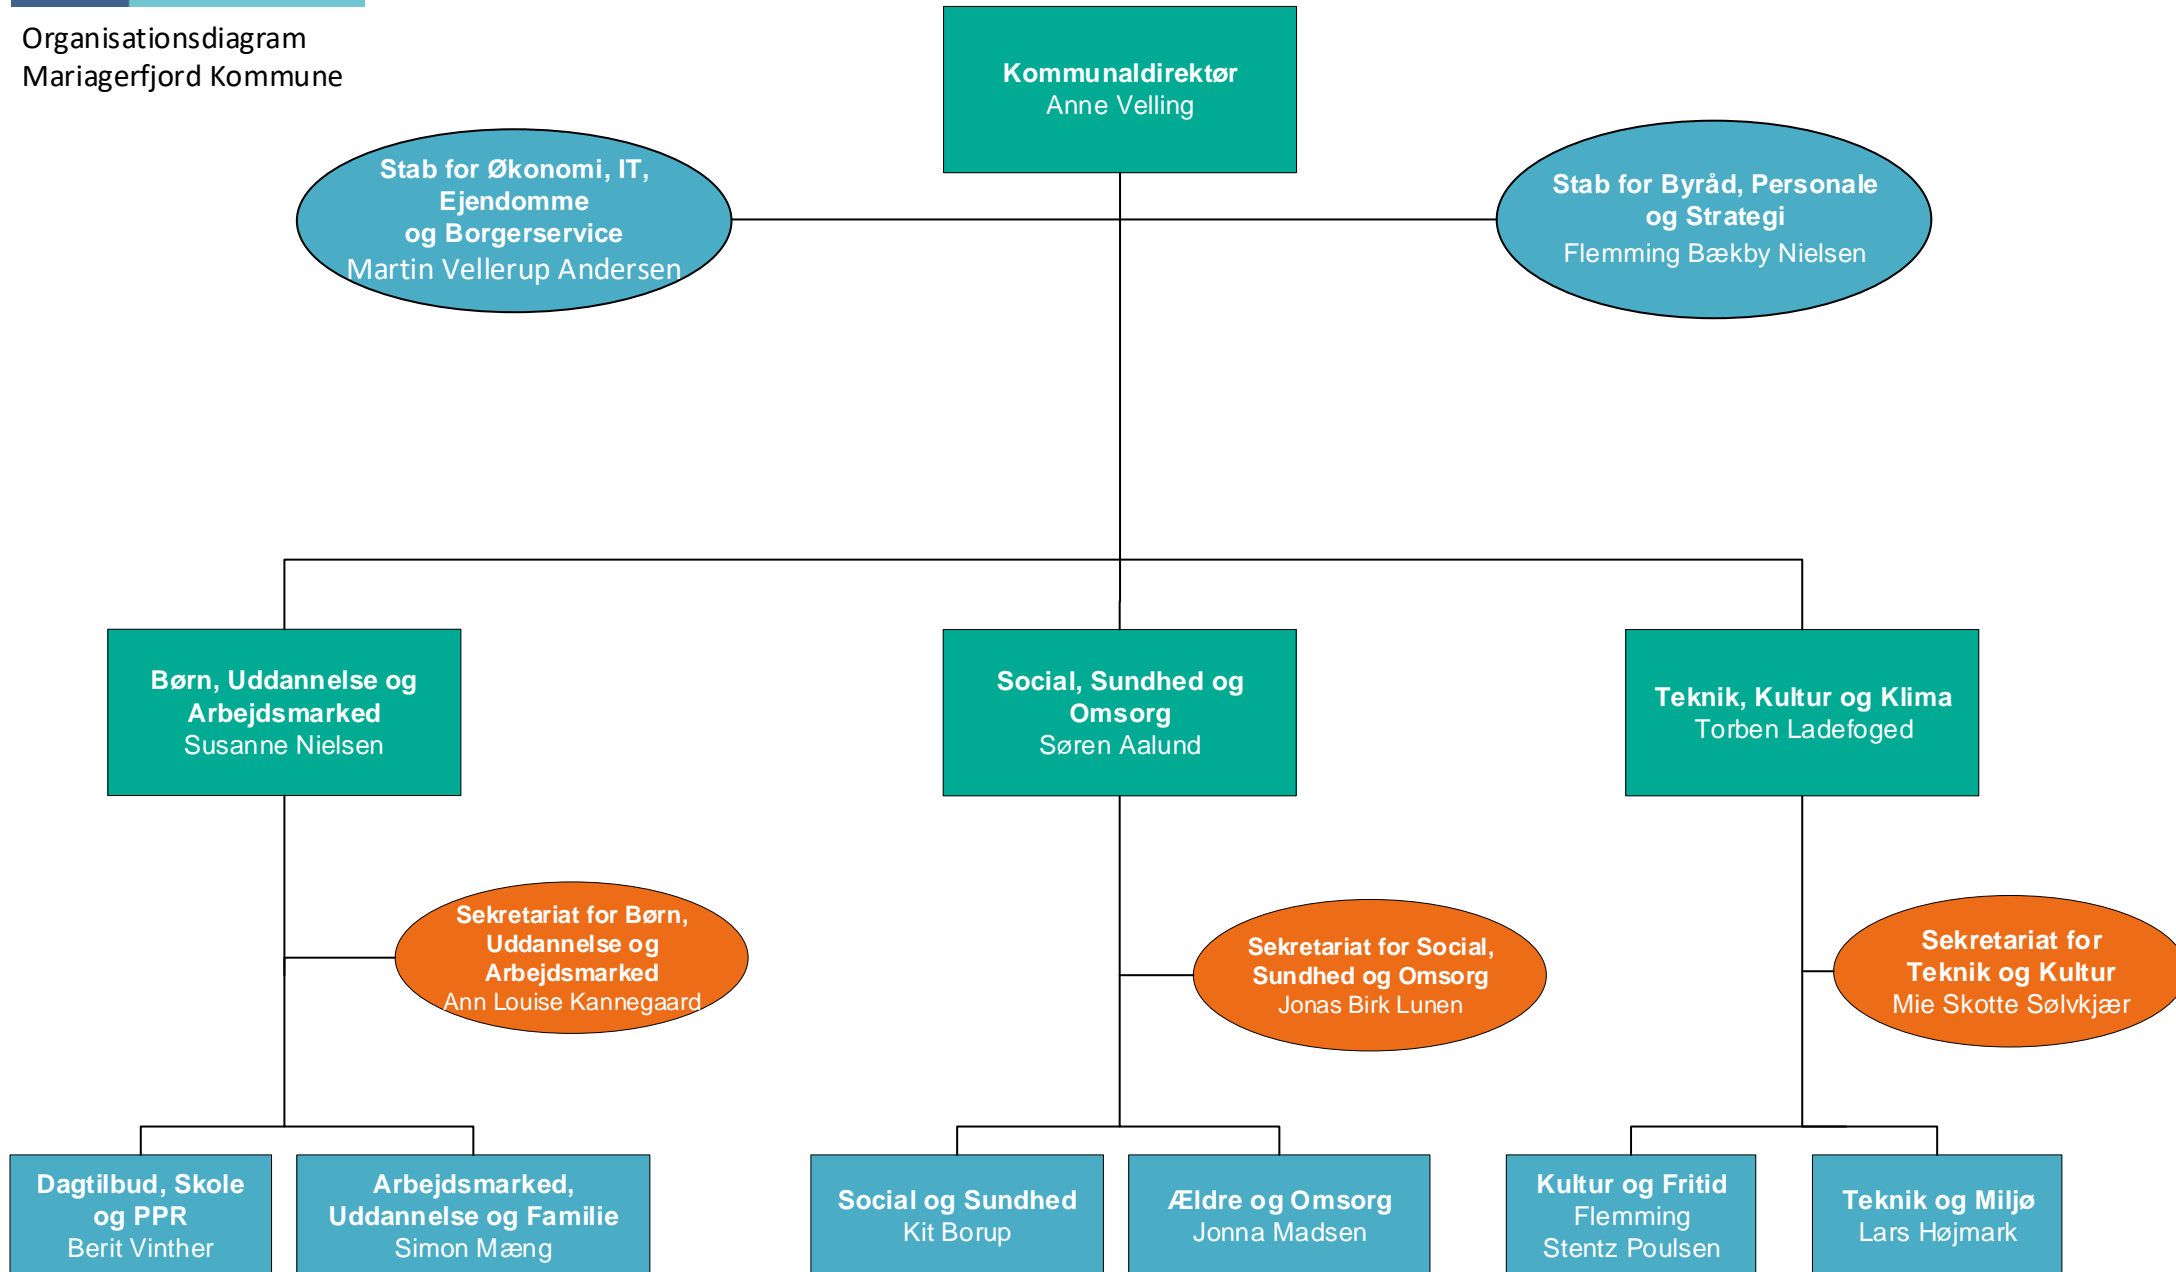 Organisationsdiagram
Mariagerfjord Kommune
Kommunaldirektør
Anne Velling
Stab for Økonomi, IT,
Ejendomme
og Borgerservice
Martin Vellerup Andersen
Stab for Byråd, Personale
og Strategi
Flemming Bækby Nielsen
Børn, Uddannelse og
Arbejdsmarked
Susanne Nielsen
Social, Sundhed og
Omsorg
Søren Aalund
Teknik, Kultur og Klima
Torben Ladefoged
Sekretariat for Børn,
Uddannelse og
Arbejdsmarked
Ann Louise Kannegaard
Sekretariat for Social,
Sundhed og Omsorg
Jonas Birk Lunen
Sekretariat for
Teknik og Kultur
Mie Skotte Sølvkjær
Dagtilbud, Skole
og PPR
Berit Vinther
Arbejdsmarked,
Uddannelse og Familie
Simon Mæng
Social og Sundhed
Kit Borup
Ældre og Omsorg
Jonna Madsen
Kultur og Fritid
Flemming
Stentz Poulsen
Teknik og Miljø
Lars Højmark